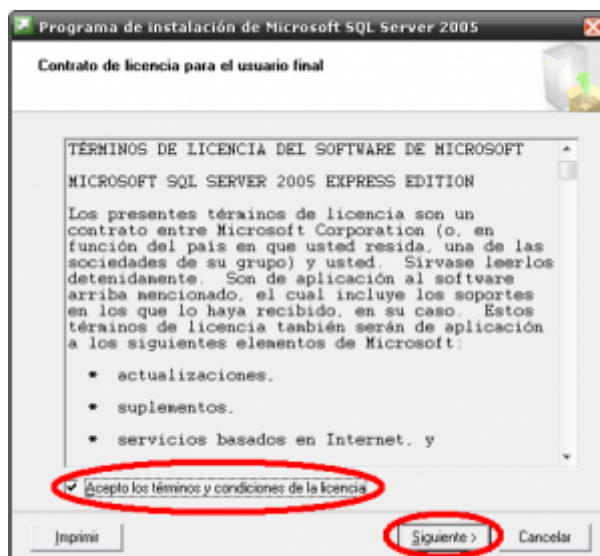 Programa de instalación de Microsoft SQL Server 2005
Contrato de licencia para el usuario final
TÉRMINOS DE LICENCIA DEL SOFTWARE DE MICROSOFT
MICROSOFT SQL SERVER 2005 EXPRESS EDITION
Los presentes términos de licencia son un
contrato entre Microsoft Corporation (o, en
función del país en que usted resida, una de las
sociedades de su grupo) y usted.  Sírvase leerlos
detenidamente.  Son de aplicación al software
arriba mencionado, el cual incluye los soportes
en los que lo haya recibido, en su caso.  Estos
términos de licencia también serán de aplicación
a los siguientes elementos de Microsoft:
* actualizaciones,
* suplementos,
* servicios basados en Internet, y
Acepto los términos y condiciones de la licencia
Imprimir
Siguiente >
Cancelar